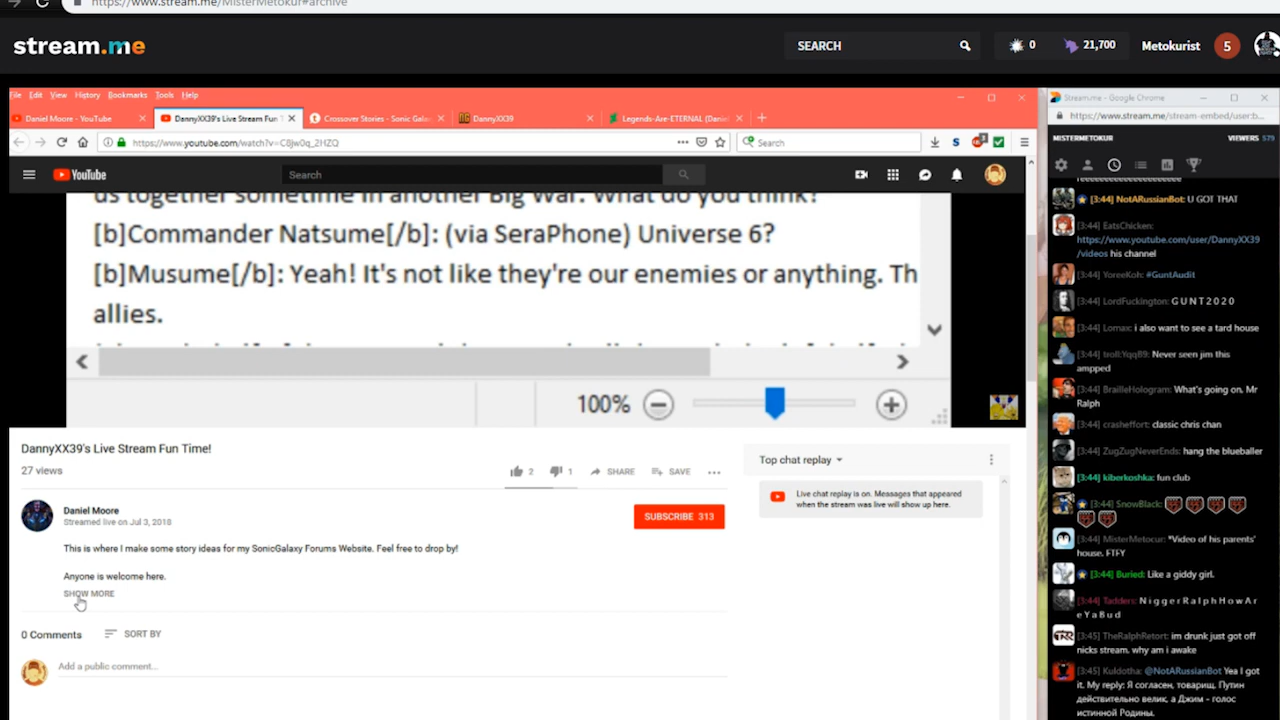 https://www.stream.me/MisterMetokur#archive
stream.me
SEARCH
0
21,700
Metokurist
5
File Edit View History Bookmarks Tools Help
Daniel Moore - YouTube
DannyXX39's Live Stream Fun T
Crossover Stories - Sonic Gala
DannyXX39
Legends-Are-ETERNAL (Danie
https://www.youtube.com/watch?v=C8jw0q_2HZQ
Search
YouTube
Search
us together sometime in another Big War. What do you think?
[b]Commander Natsume[/b]: (via SeraPhone) Universe 6?
[b]Musume[/b]: Yeah! It's not like they're our enemies or anything. Th
allies.
100%
DannyXX39's Live Stream Fun Time!
27 views
2
1
SHARE
SAVE
Daniel Moore
Streamed live on Jul 3, 2018
SUBSCRIBE 313
This is where I make some story ideas for my SonicGalaxy Forums Website. Feel free to drop by!
Anyone is welcome here.
SHOW MORE
0 Comments
SORT BY
Add a public comment...
Top chat replay
Live chat replay is on. Messages that appeared
when the stream was live will show up here.
Stream.me - Google Chrome
https://www.stream.me/stream-embed/user:b...
MISTERMETOKUR
VIEWERS 579
[3:44] NotARussianBot: U GOT THAT
[3:44] EatsChicken:
https://www.youtube.com/user/DannyXX39
/videos his channel
[3:44] YoreeKoh: #GuntAudit
[3:44] LordFuckington: G U N T 2 0 2 0
[3:44] Lomax: i also want to see a tard house
[3:44] troll:Yqq89: Never seen jim this
ampped
[3:44] BrailleHologram: What's going on, Mr
Ralph
[3:44] crasheffort: classic chris chan
[3:44] ZugZugNeverEnds: hang the blueballer
[3:44] kiberkoshka: fun club
[3:44] SnowBlack:
[3:44] MisterMetocur: *Video of his parents'
house. FTFY
[3:44] Buried: Like a giddy girl.
[3:44] Tadders: N i g g e r R a l p h H o w A r
e Y a B u d
[3:45] TheRalphRetort: im drunk just got off
nicks stream. why am i awake
[3:45] Kuldotha: @NotARussianBot Yea I got
it. My reply: Я согласен, товарищ. Путин
действительно велик, а Джим - голос
истинной Родины.